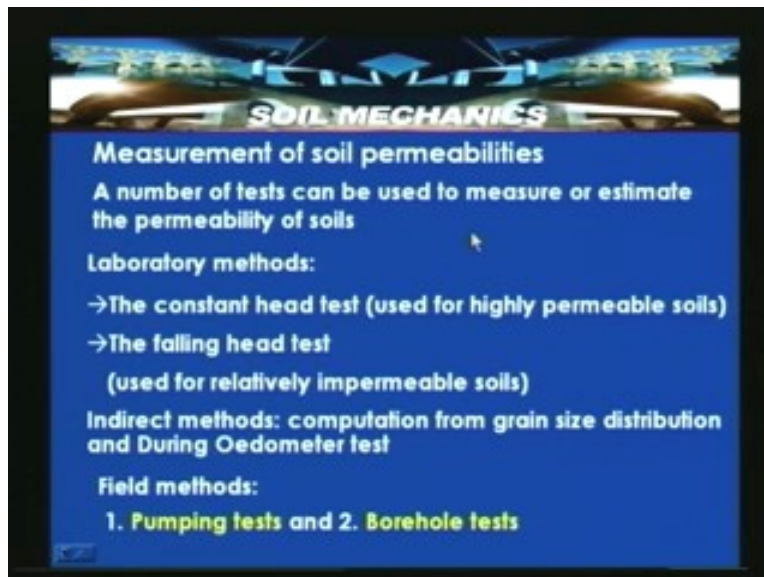 SOIL MECHANICS
Measurement of soil permeabilities
A number of tests can be used to measure or estimate
the permeability of soils
Laboratory methods:
→The constant head test (used for highly permeable soils)
→The falling head test
(used for relatively impermeable soils)
Indirect methods: computation from grain size distribution
and During Oedometer test
Field methods:
1. Pumping tests and 2. Borehole tests